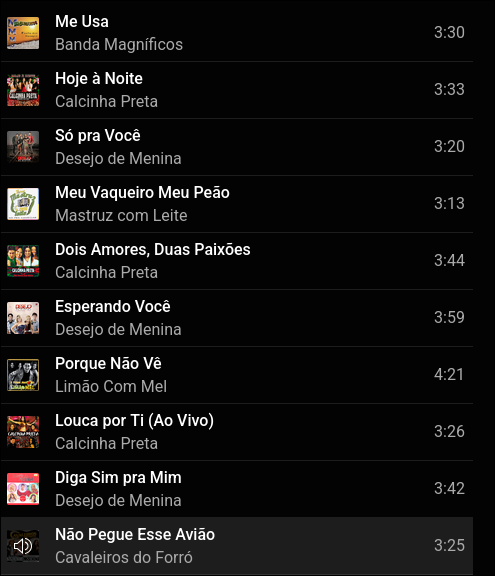 Me Usa
Banda Magníficos
3:30
Hoje à Noite
Calcinha Preta
3:33
Só pra Você
Desejo de Menina
3:20
Meu Vaqueiro Meu Peão
Mastruz com Leite
3:13
Dois Amores, Duas Paixões
Calcinha Preta
3:44
Esperando Você
Desejo de Menina
3:59
Porque Não Vê
Limão Com Mel
4:21
Louca por Ti (Ao Vivo)
Calcinha Preta
3:26
Diga Sim pra Mim
Desejo de Menina
3:42
Não Pegue Esse Avião
Cavaleiros do Forró
3:25